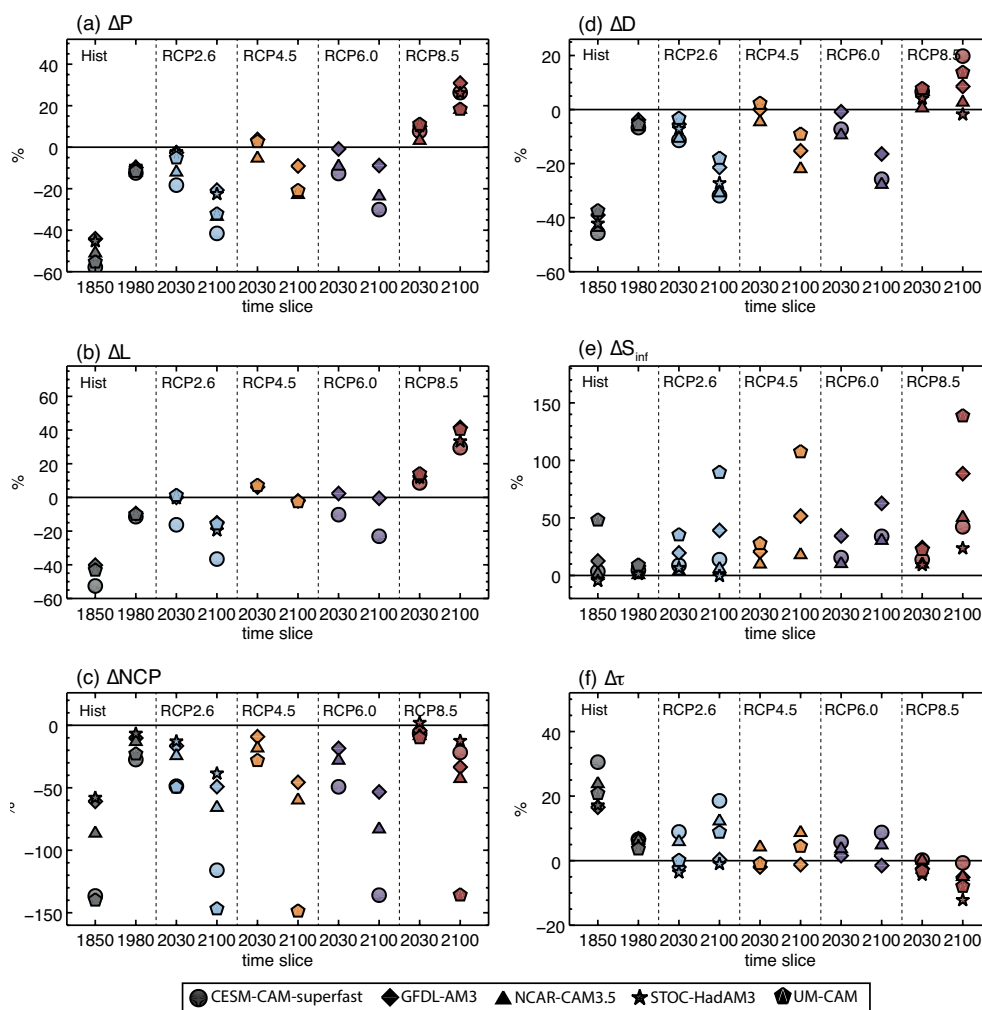 (a) ΔP
Hist RCP2.6 RCP4.5 RCP6.0 RCP8.5
40
20
0
−20
−40
−60
%
1850 1980 2030 2100 2030 2100 2030 2100 2030 2100
time slice
(d) ΔD
Hist RCP2.6 RCP4.5 RCP6.0 RCP8.5
20
0
−20
−40
−60
%
1850 1980 2030 2100 2030 2100 2030 2100 2030 2100
time slice
(b) ΔL
Hist RCP2.6 RCP4.5 RCP6.0 RCP8.5
60
40
20
0
−20
−40
−60
%
1850 1980 2030 2100 2030 2100 2030 2100 2030 2100
time slice
(e) ΔS_inf
Hist RCP2.6 RCP4.5 RCP6.0 RCP8.5
150
100
50
0
%
1850 1980 2030 2100 2030 2100 2030 2100 2030 2100
time slice
(c) ΔNCP
Hist RCP2.6 RCP4.5 RCP6.0 RCP8.5
0
−50
−100
−150
%
1850 1980 2030 2100 2030 2100 2030 2100 2030 2100
time slice
(f) Δτ
Hist RCP2.6 RCP4.5 RCP6.0 RCP8.5
40
20
0
−20
%
1850 1980 2030 2100 2030 2100 2030 2100 2030 2100
time slice
CESM-CAM-superfast GFDL-AM3 NCAR-CAM3.5 STOC-HadAM3 UM-CAM